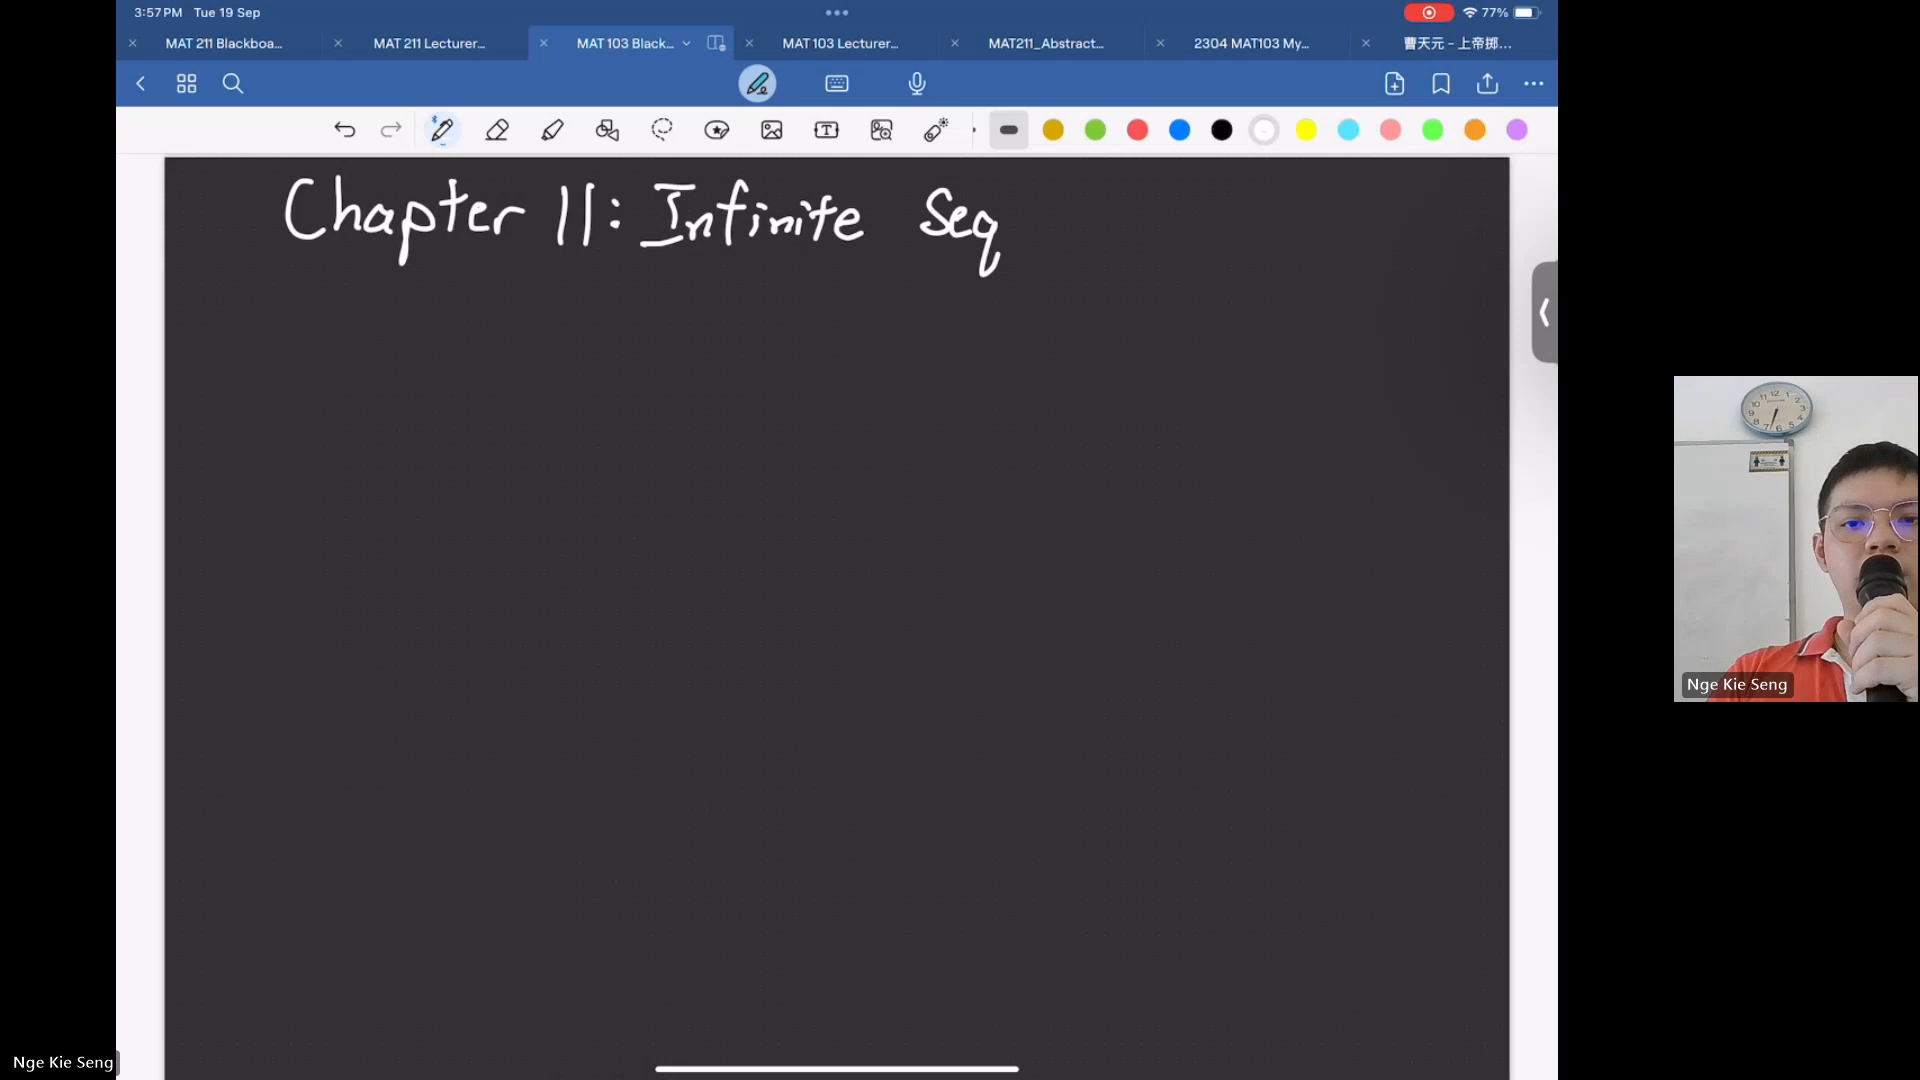 3:57 PM Tue 19 Sep
77%
MAT 211 Blackboa...
MAT 211 Lecturer...
MAT 103 Black...
MAT 103 Lecturer...
MAT211_Abstract...
2304 MAT103 My...
曹天元 - 上帝掷...
Chapter 11: Infinite Seq
Nge Kie Seng
Nge Kie Seng